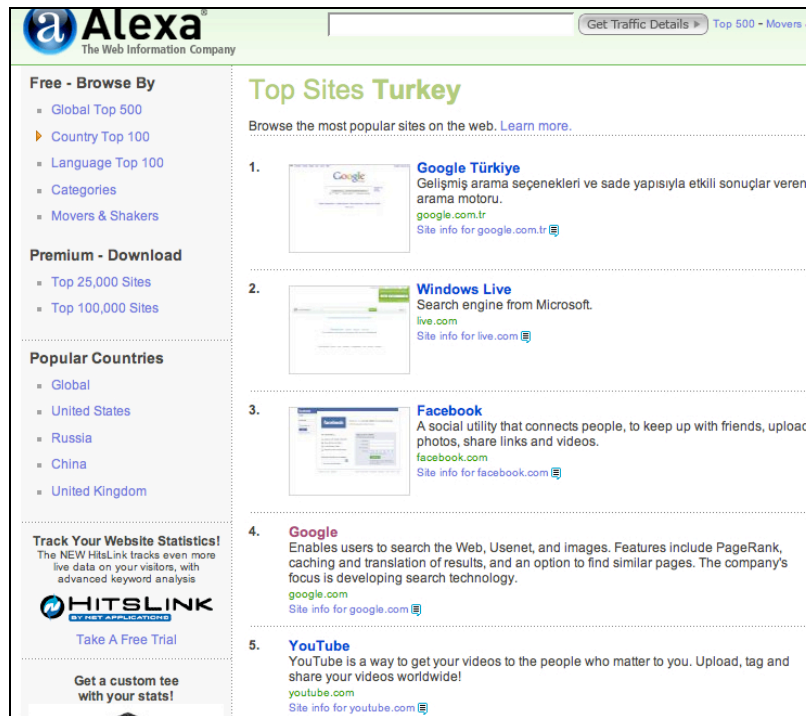 a Alexa®
The Web Information Company
Get Traffic Details
Top 500 - Movers
Free - Browse By
Global Top 500
Country Top 100
Language Top 100
Categories
Movers & Shakers
Premium - Download
Top 25,000 Sites
Top 100,000 Sites
Popular Countries
Global
United States
Russia
China
United Kingdom
Track Your Website Statistics!
The NEW HitsLink tracks even more
live data on your visitors, with
advanced keyword analysis
HITSLINK
BY NET APPLICATIONS
Take A Free Trial
Get a custom tee
with your stats!
Top Sites Turkey
Browse the most popular sites on the web. Learn more.
1.
Google
Google Türkiye
Gelişmiş arama seçenekleri ve sade yapısıyla etkili sonuçlar veren
arama motoru.
google.com.tr
Site info for google.com.tr
2.
Windows Live
Search engine from Microsoft.
live.com
Site info for live.com
3.
facebook
Facebook
A social utility that connects people, to keep up with friends, upload
photos, share links and videos.
facebook.com
Site info for facebook.com
4.
Google
Enables users to search the Web, Usenet, and images. Features include PageRank,
caching and translation of results, and an option to find similar pages. The company's
focus is developing search technology.
google.com
Site info for google.com
5.
YouTube
YouTube is a way to get your videos to the people who matter to you. Upload, tag and
share your videos worldwide!
youtube.com
Site info for youtube.com